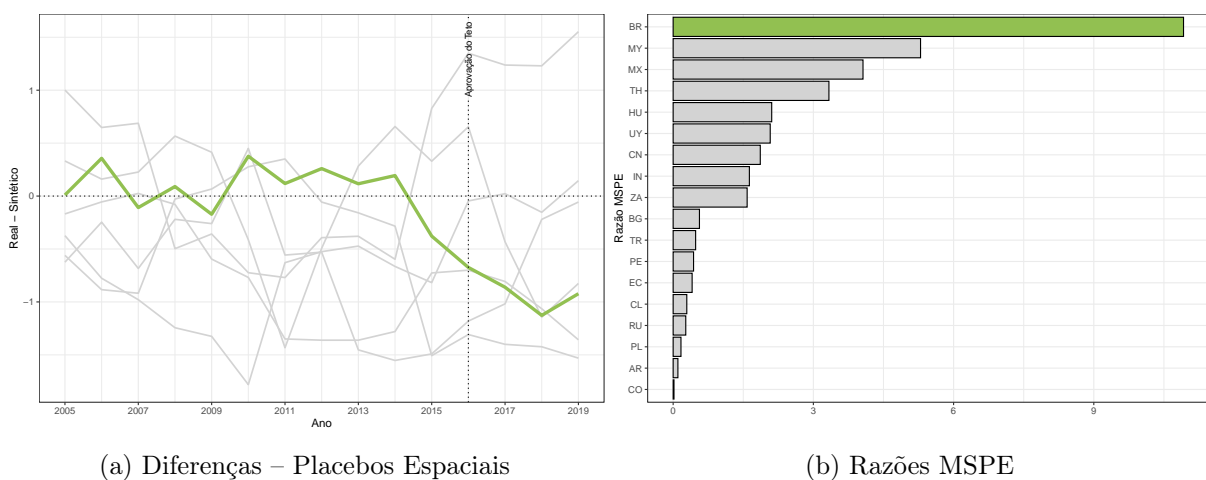 Real − Sintético
1
0
−1
Aprovação do Teto
2005 2007 2009 2011 2013 2015 2017 2019
Ano
(a) Diferenças – Placebos Espaciais
Razão MSPE
BR
MY
MX
TH
HU
UY
CN
IN
ZA
BG
TR
PE
EC
CL
RU
PL
AR
CO
0 3 6 9
(b) Razões MSPE